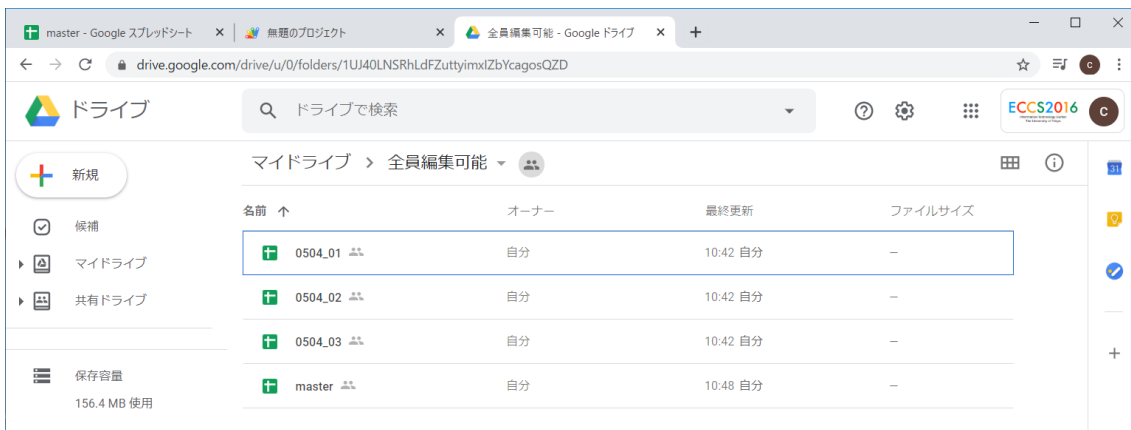 master - Google スプレッドシート
無題のプロジェクト
全員編集可能 - Google ドライブ
drive.google.com/drive/u/0/folders/1UJ40LNSRhLdFZuttyimxIZbYcagosQZD
c
ドライブ
ドライブで検索
ECCS2016
c
新規
マイドライブ > 全員編集可能
31
名前 ↑ オーナー 最終更新 ファイルサイズ
候補
0504_01 自分 10:42 自分 —
マイドライブ
0504_02 自分 10:42 自分 —
共有ドライブ
0504_03 自分 10:42 自分 —
master 自分 10:48 自分 —
保存容量
156.4 MB 使用